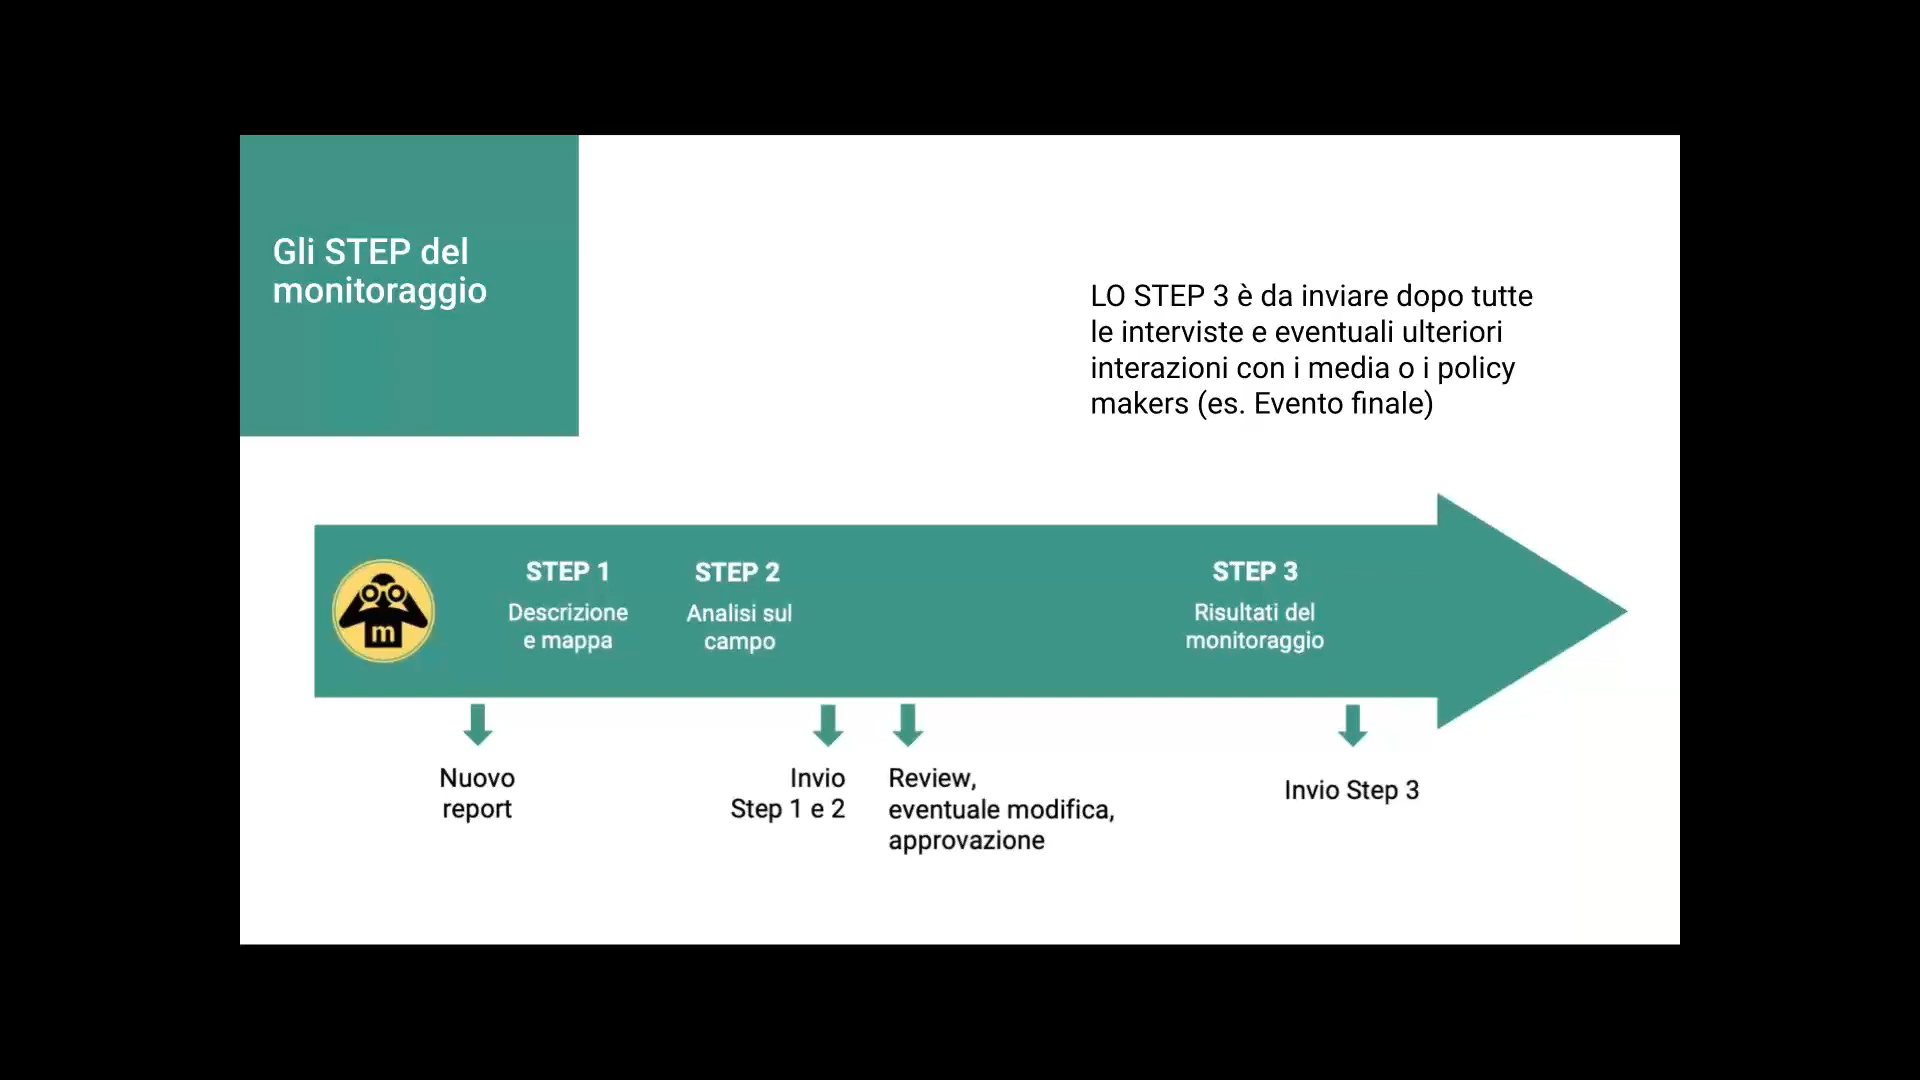 Gli STEP del
monitoraggio
LO STEP 3 è da inviare dopo tutte
le interviste e eventuali ulteriori
interazioni con i media o i policy
makers (es. Evento finale)
m
STEP 1
Descrizione
e mappa
STEP 2
Analisi sul
campo
STEP 3
Risultati del
monitoraggio
Nuovo
report
Invio
Step 1 e 2
Review,
eventuale modifica,
approvazione
Invio Step 3